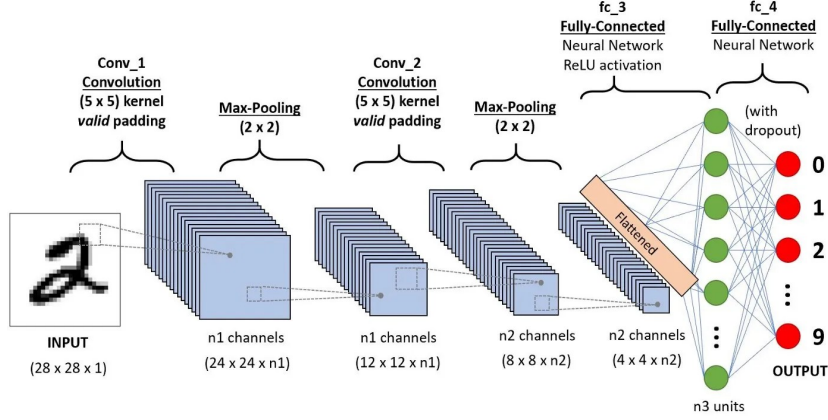 Conv_1
Convolution
(5 x 5) kernel
valid padding
Max-Pooling
(2 x 2)
Conv_2
Convolution
(5 x 5) kernel
valid padding
Max-Pooling
(2 x 2)
fc_3
Fully-Connected
Neural Network
ReLU activation
fc_4
Fully-Connected
Neural Network
(with
dropout)
2
INPUT
(28 x 28 x 1)
n1 channels
(24 x 24 x n1)
n1 channels
(12 x 12 x n1)
n2 channels
(8 x 8 x n2)
n2 channels
(4 x 4 x n2)
Flattened
n3 units
0
1
2
9
OUTPUT